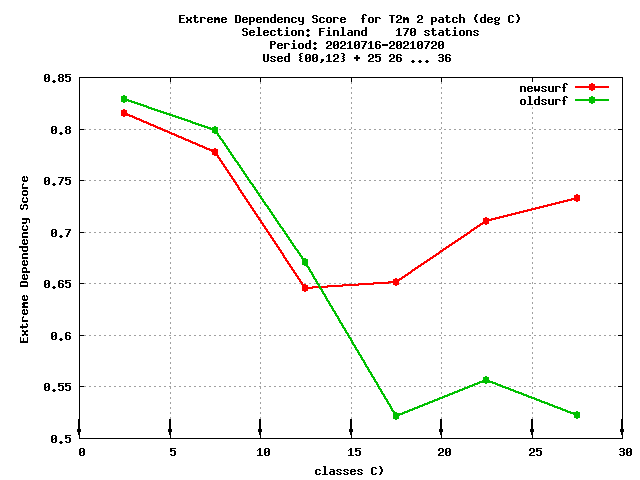 Extreme Dependency Score  for T2m 2 patch (deg C)
Selection: Finland    170 stations
Period: 20210716-20210720
Used {00,12} + 25 26 ... 36
newsurf
oldsurf
Extreme Dependency Score
0.85
0.8
0.75
0.7
0.65
0.6
0.55
0.5
0 5 10 15 20 25 30
classes C)